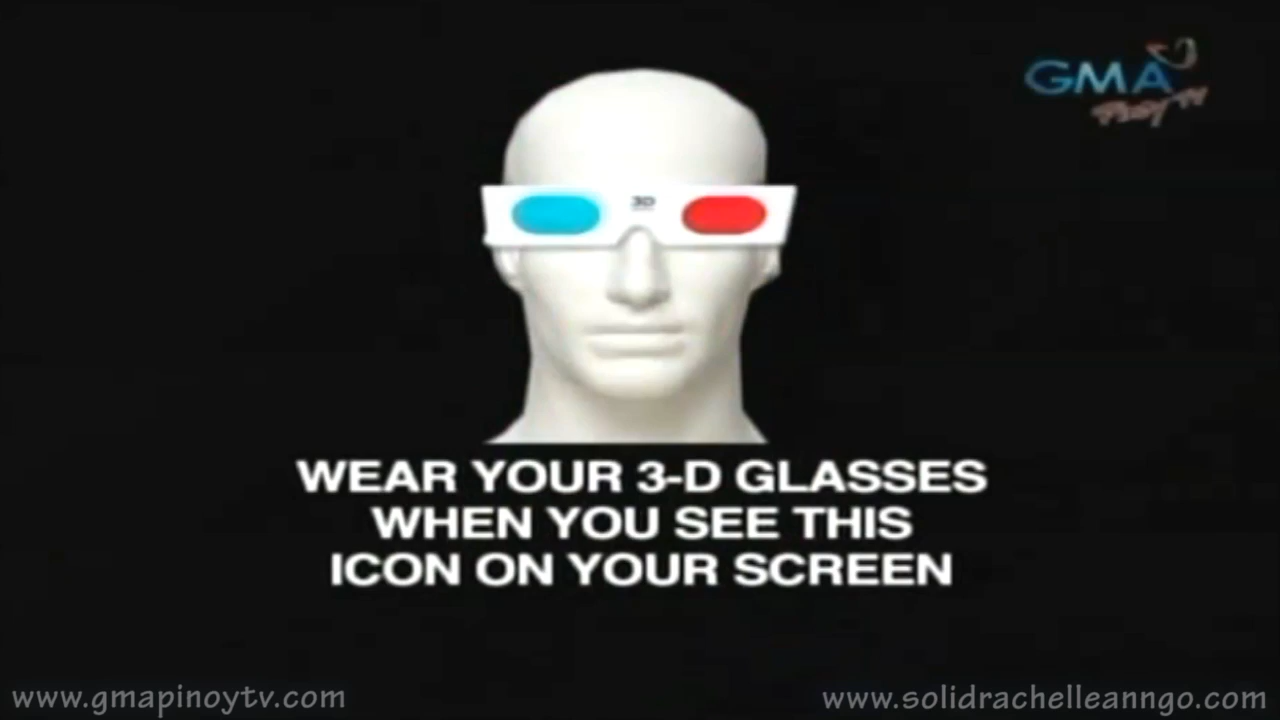 GMA
Pinoy TV
3D
WEAR YOUR 3-D GLASSES
WHEN YOU SEE THIS
ICON ON YOUR SCREEN
www.gmapinoytv.com
www.solidrachelleanngo.com